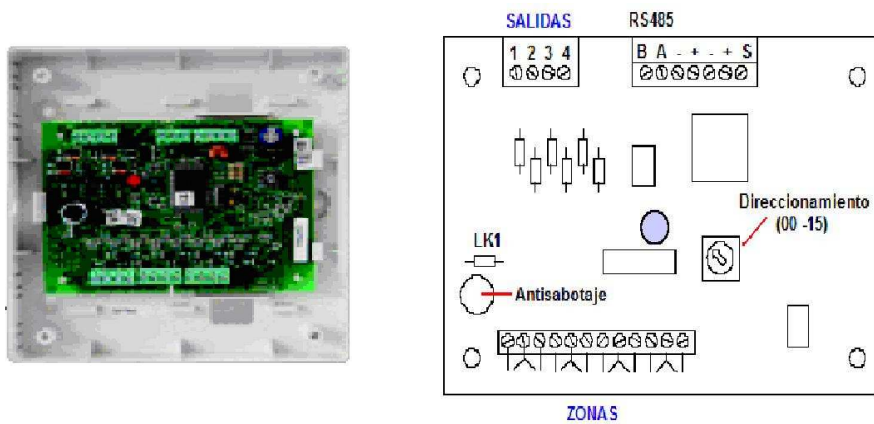 SALIDAS
RS485
1 2 3 4
B A - + - + S
Direccionamiento
(00 -15)
LK1
Antisabotaje
ZONAS